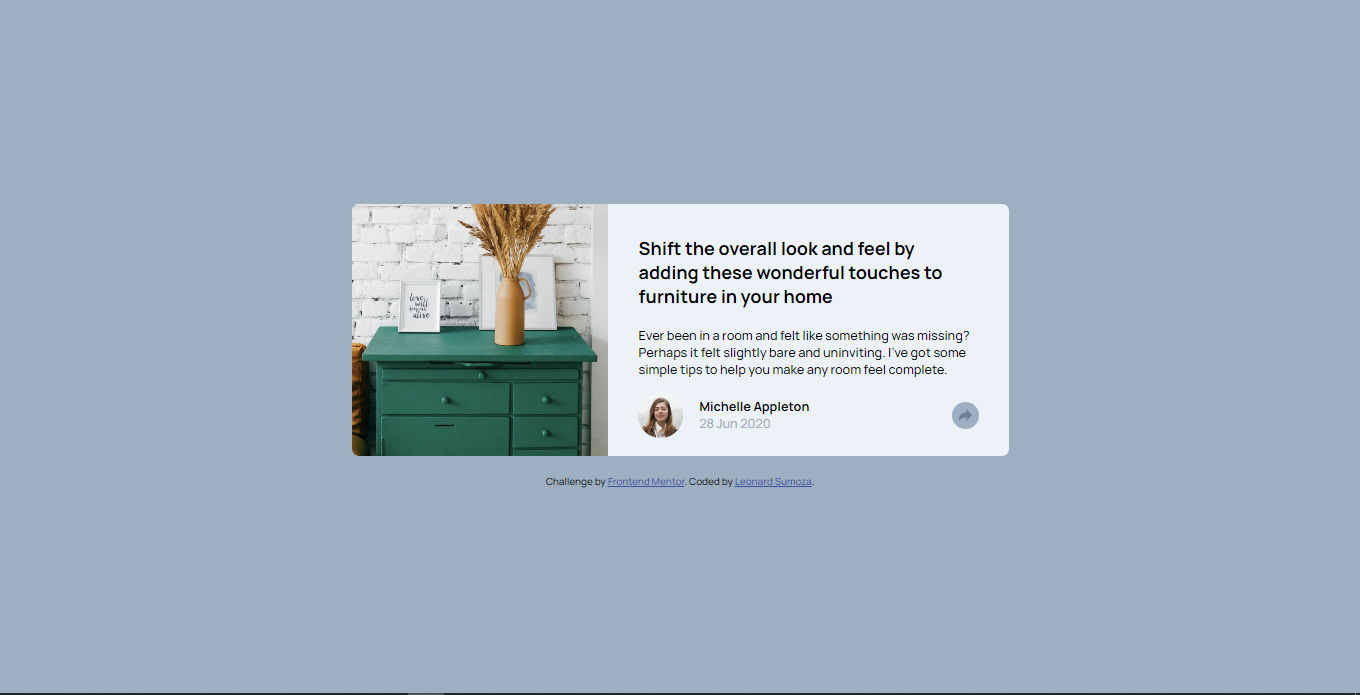 love
will
alive.
Shift the overall look and feel by
adding these wonderful touches to
furniture in your home
Ever been in a room and felt like something was missing?
Perhaps it felt slightly bare and uninviting. I've got some
simple tips to help you make any room feel complete.
Michelle Appleton
28 Jun 2020
Challenge by Frontend Mentor. Coded by Leonard Sumoza.